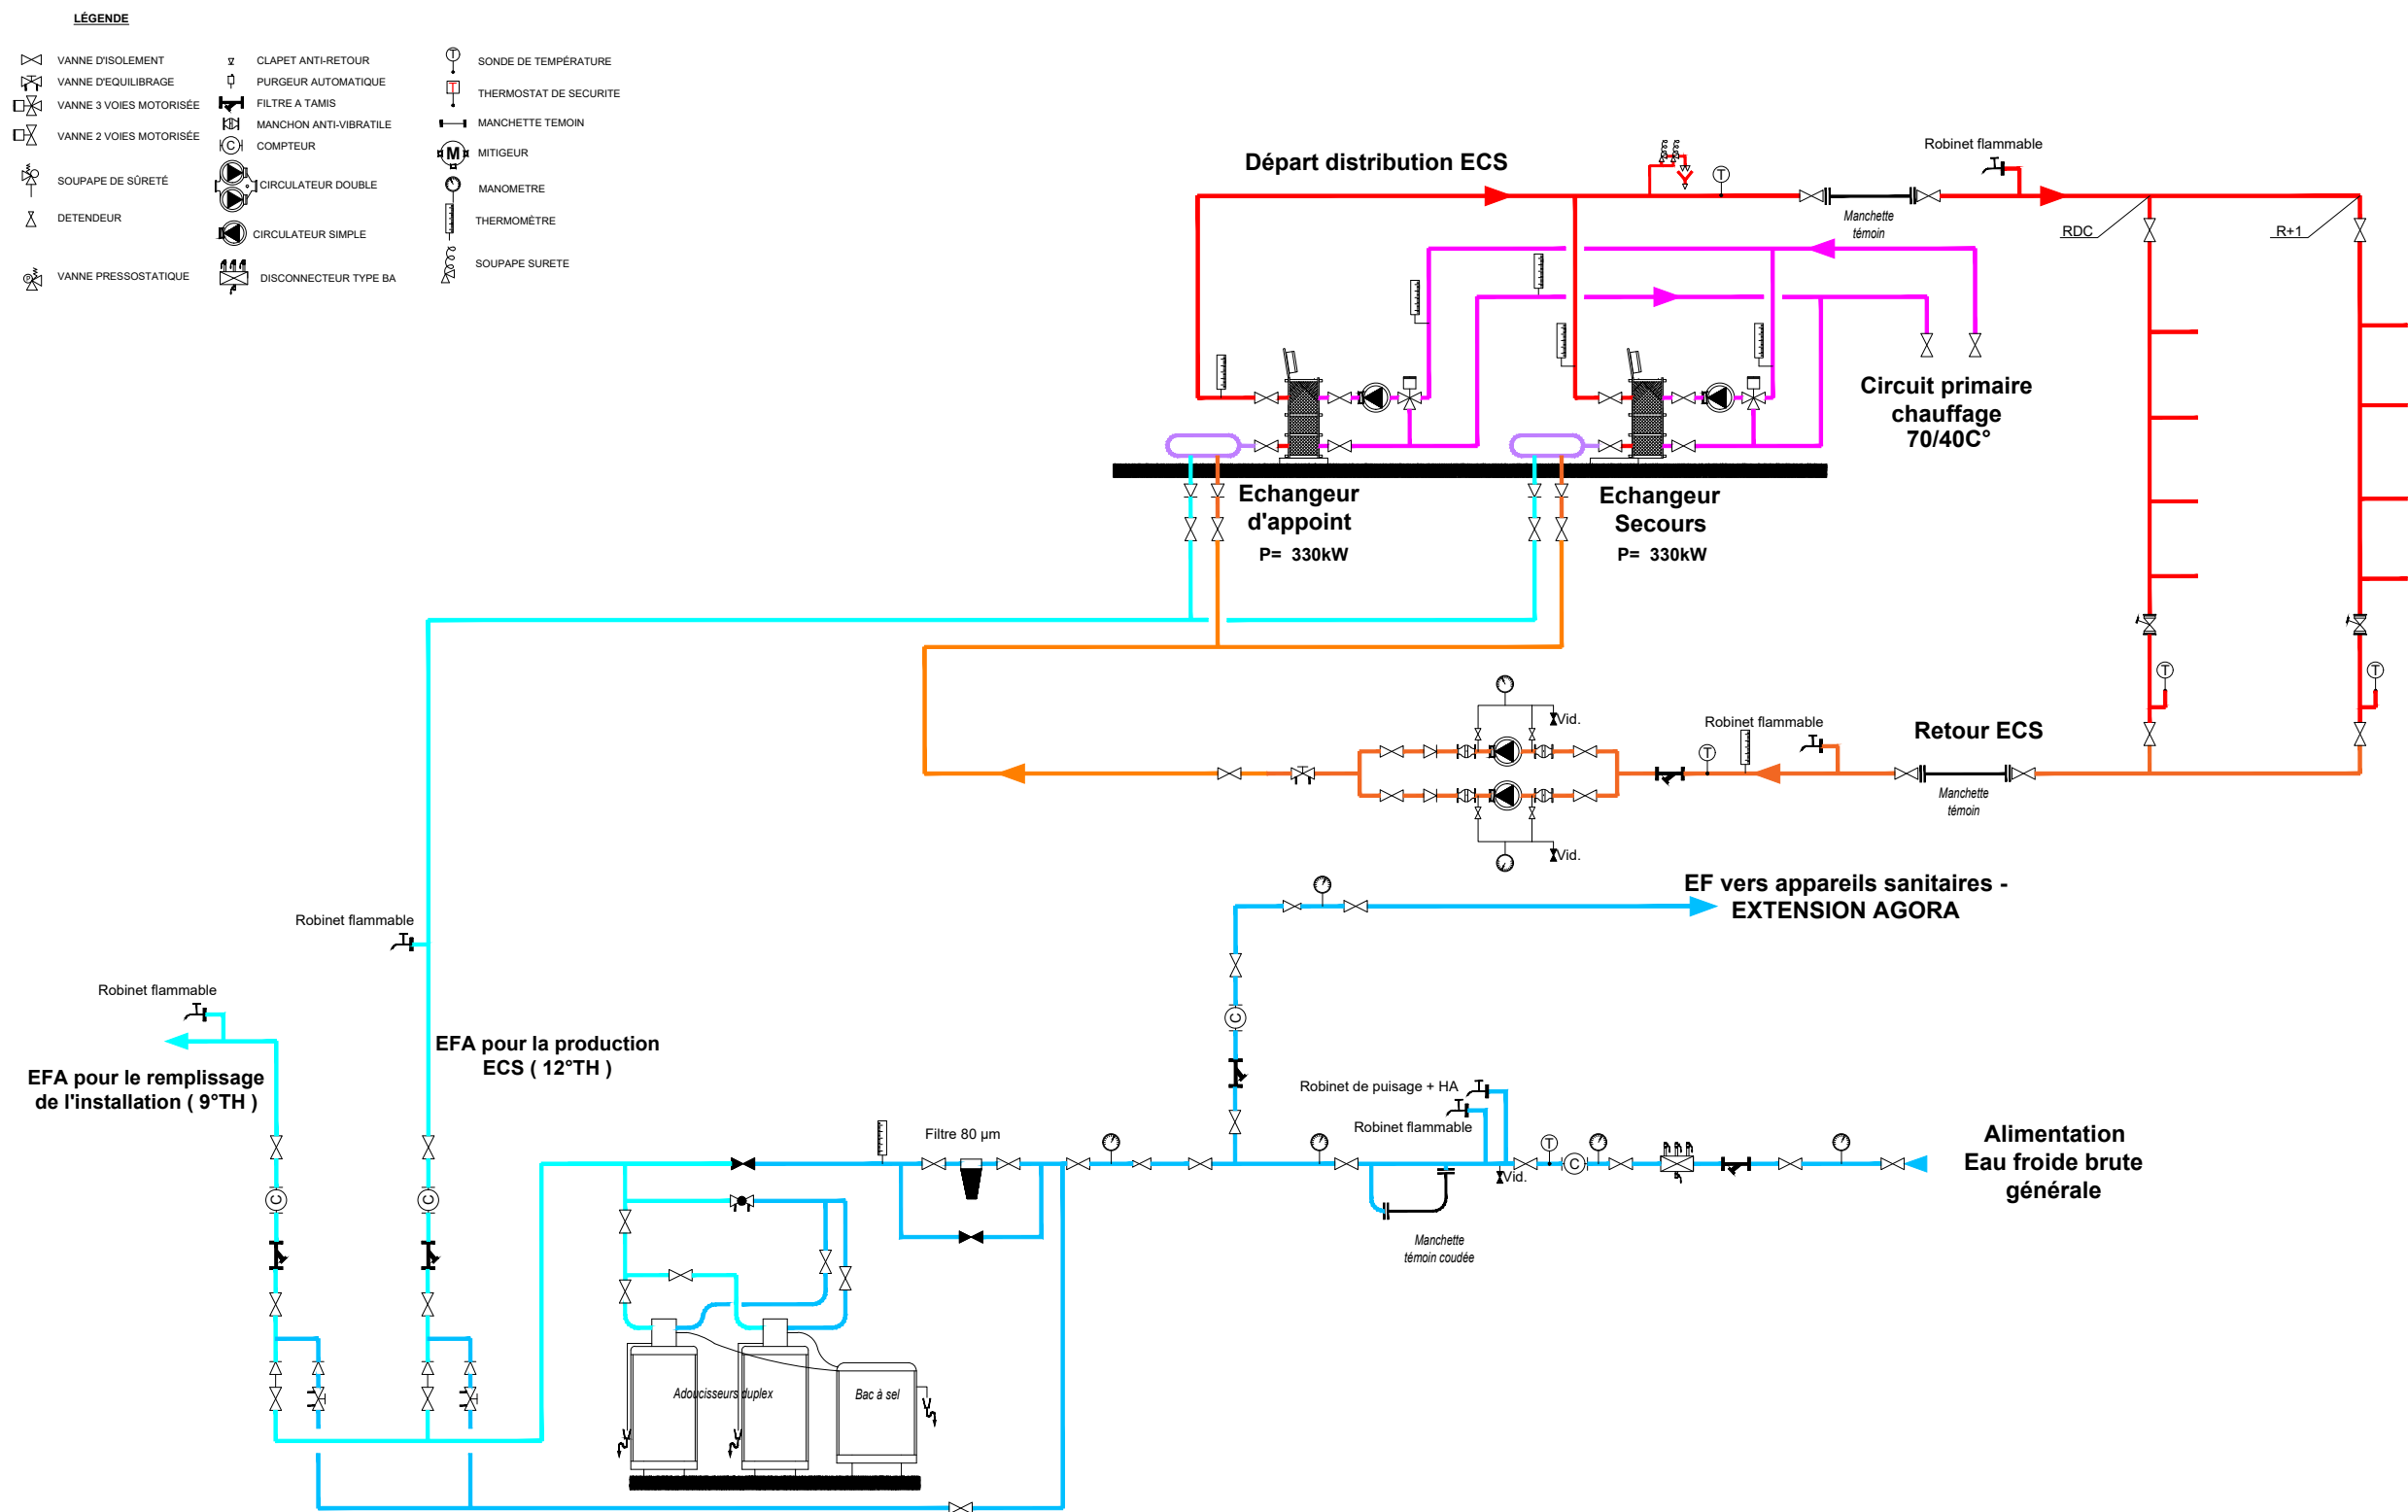 LÉGENDE
VANNE D'ISOLEMENT
VANNE D'EQUILIBRAGE
VANNE 3 VOIES MOTORISÉE
VANNE 2 VOIES MOTORISÉE
SOUPAPE DE SÛRETÉ
DETENDEUR
VANNE PRESSOSTATIQUE
CLAPET ANTI-RETOUR
PURGEUR AUTOMATIQUE
FILTRE A TAMIS
MANCHON ANTI-VIBRATILE
C
COMPTEUR
CIRCULATEUR DOUBLE
CIRCULATEUR SIMPLE
DISCONNECTEUR TYPE BA
T
SONDE DE TEMPÉRATURE
T
THERMOSTAT DE SECURITE
MANCHETTE TEMOIN
M
MITIGEUR
MANOMETRE
THERMOMÈTRE
SOUPAPE SURETE
Départ distribution ECS
T
Robinet flammable
Manchette
témoin
RDC
R+1
Circuit primaire
chauffage
70/40C°
Echangeur
d'appoint
P= 330kW
Echangeur
Secours
P= 330kW
T
T
Vid.
Robinet flammable
T
Retour ECS
Manchette
témoin
Vid.
EF vers appareils sanitaires -
EXTENSION AGORA
Robinet flammable
Robinet flammable
C
EFA pour la production
ECS ( 12°TH )
EFA pour le remplissage
de l'installation ( 9°TH )
Robinet de puisage + HA
Robinet flammable
Filtre 80 µm
T
C
Vid.
Alimentation
Eau froide brute
générale
C
C
Manchette
témoin coudée
Adoucisseurs duplex
Bac à sel